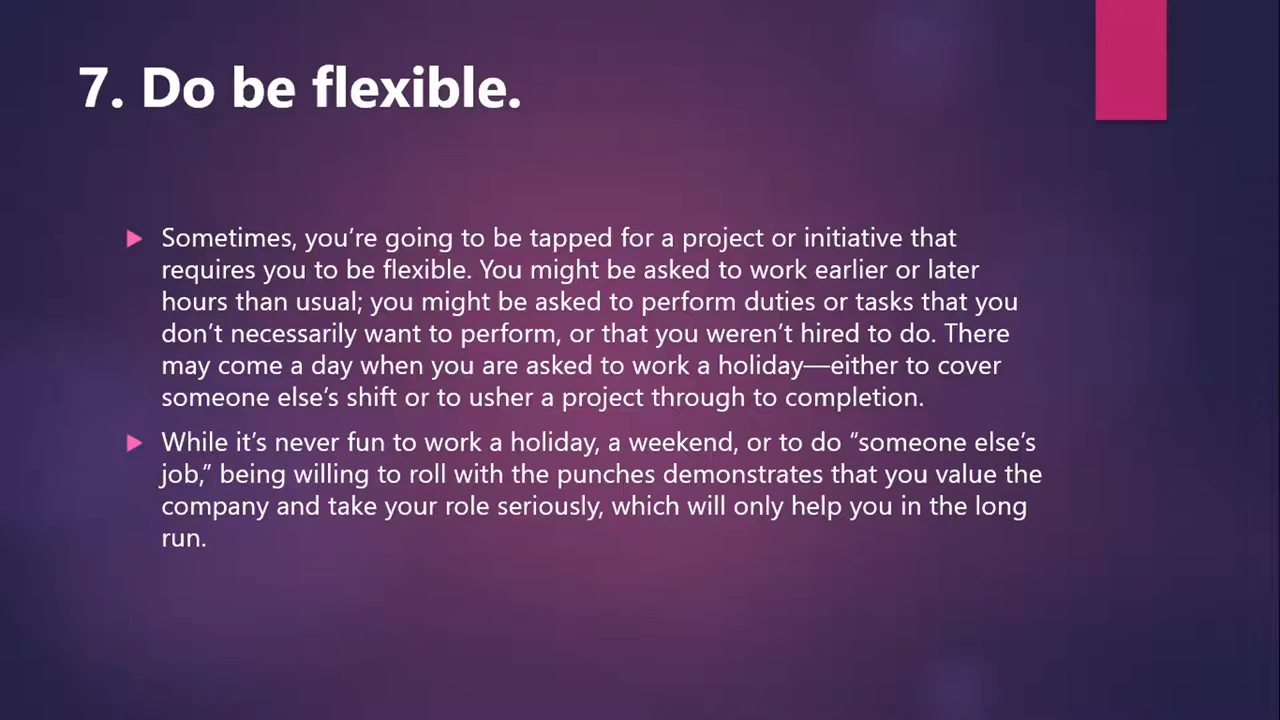 7. Do be flexible.
Sometimes, you’re going to be tapped for a project or initiative that
requires you to be flexible. You might be asked to work earlier or later
hours than usual; you might be asked to perform duties or tasks that you
don’t necessarily want to perform, or that you weren’t hired to do. There
may come a day when you are asked to work a holiday—either to cover
someone else’s shift or to usher a project through to completion.
While it’s never fun to work a holiday, a weekend, or to do “someone else’s
job,” being willing to roll with the punches demonstrates that you value the
company and take your role seriously, which will only help you in the long
run.